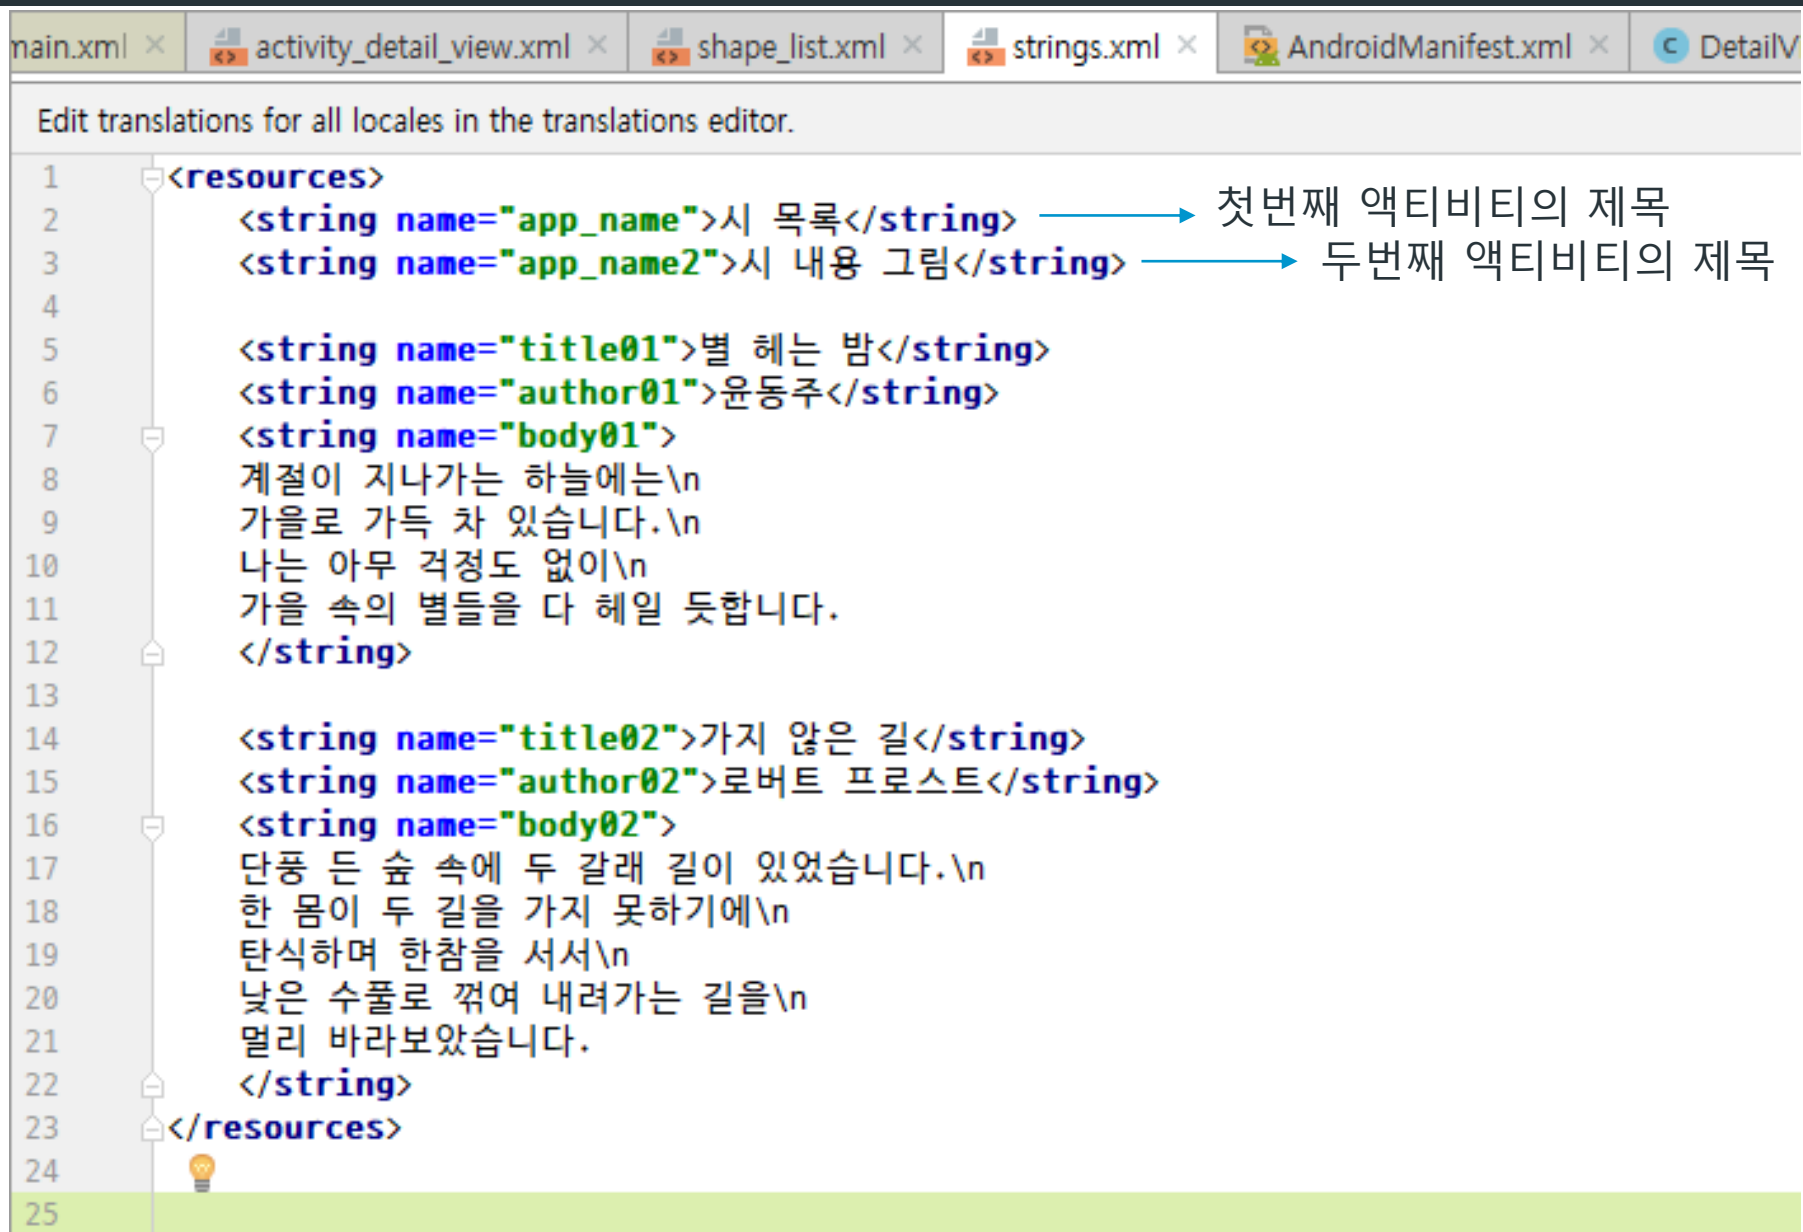 main.xml activity_detail_view.xml shape_list.xml strings.xml AndroidManifest.xml DetailV
Edit translations for all locales in the translations editor.
1 <resources>
2 <string name="app_name">시 목록</string> 첫번째 액티비티의 제목
3 <string name="app_name2">시 내용 그림</string> 두번째 액티비티의 제목
4
5 <string name="title01">별 헤는 밤</string>
6 <string name="author01">윤동주</string>
7 <string name="body01">
8 계절이 지나가는 하늘에는\n
9 가을로 가득 차 있습니다.\n
10 나는 아무 걱정도 없이\n
11 가을 속의 별들을 다 헤일 듯합니다.
12 </string>
13
14 <string name="title02">가지 않은 길</string>
15 <string name="author02">로버트 프로스트</string>
16 <string name="body02">
17 단풍 든 숲 속에 두 갈래 길이 있었습니다.\n
18 한 몸이 두 길을 가지 못하기에\n
19 탄식하며 한참을 서서\n
20 낮은 수풀로 꺾여 내려가는 길을\n
21 멀리 바라보았습니다.
22 </string>
23 </resources>
24
25